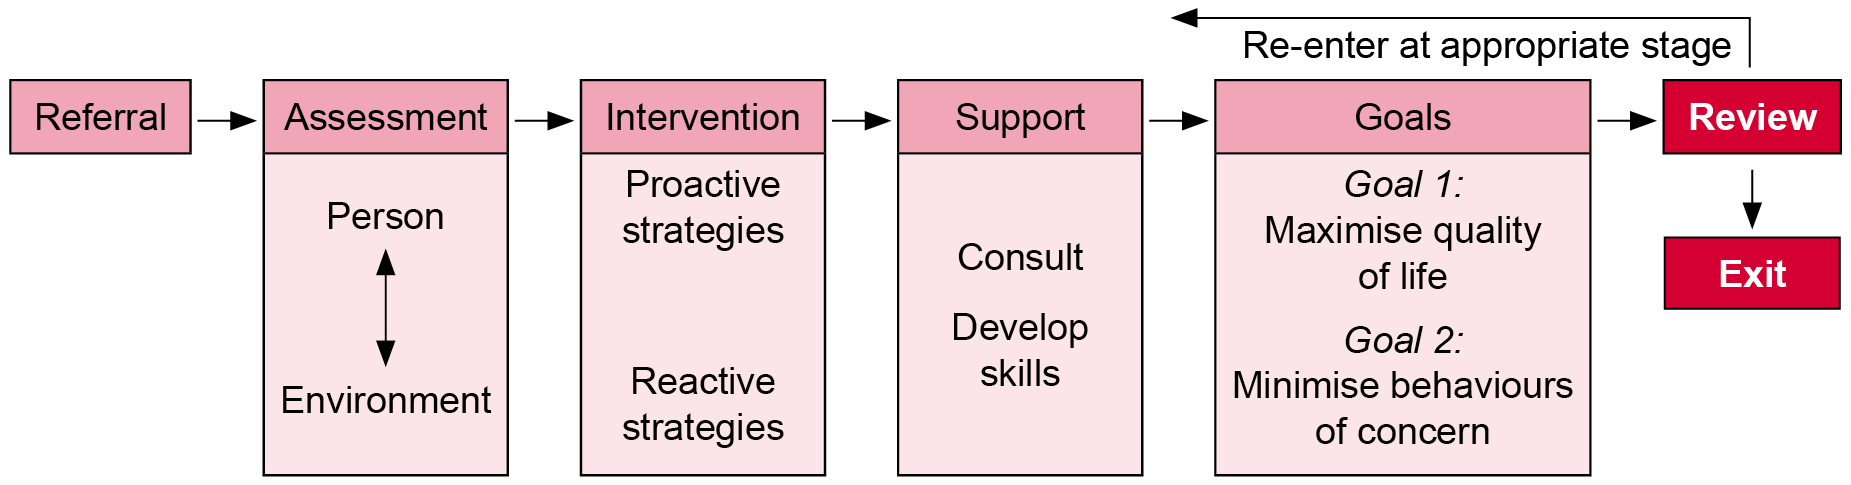 Re-enter at appropriate stage
Referral
Assessment
Person
Environment
Intervention
Proactive
strategies
Reactive
strategies
Support
Consult
Develop
skills
Goals
Goal 1:
Maximise quality
of life
Goal 2:
Minimise behaviours
of concern
Review
Exit